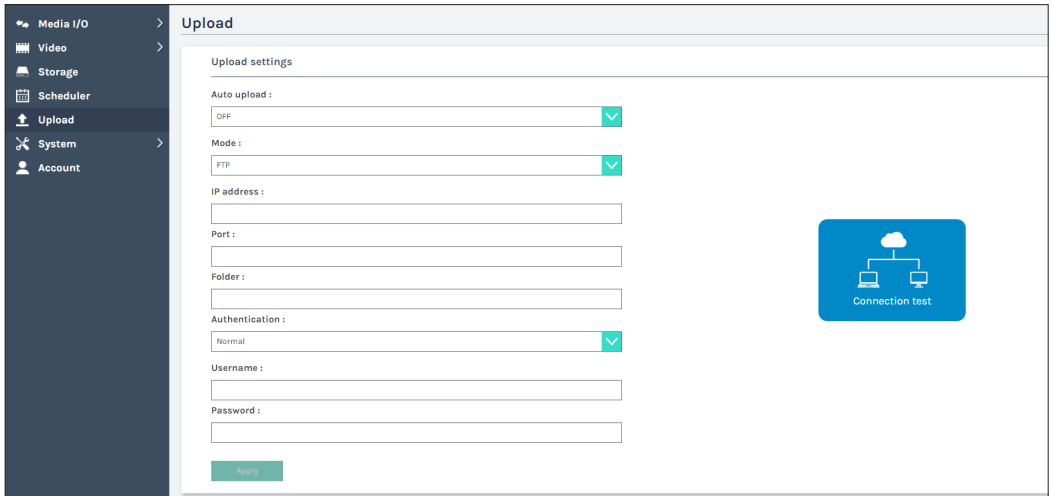 Media I/O
Video
Storage
Scheduler
Upload
System
Account
Upload
Upload settings
Auto upload :
OFF
Mode :
FTP
IP address :
Port :
Folder :
Authentication :
Normal
Username :
Password :
Apply
Connection test